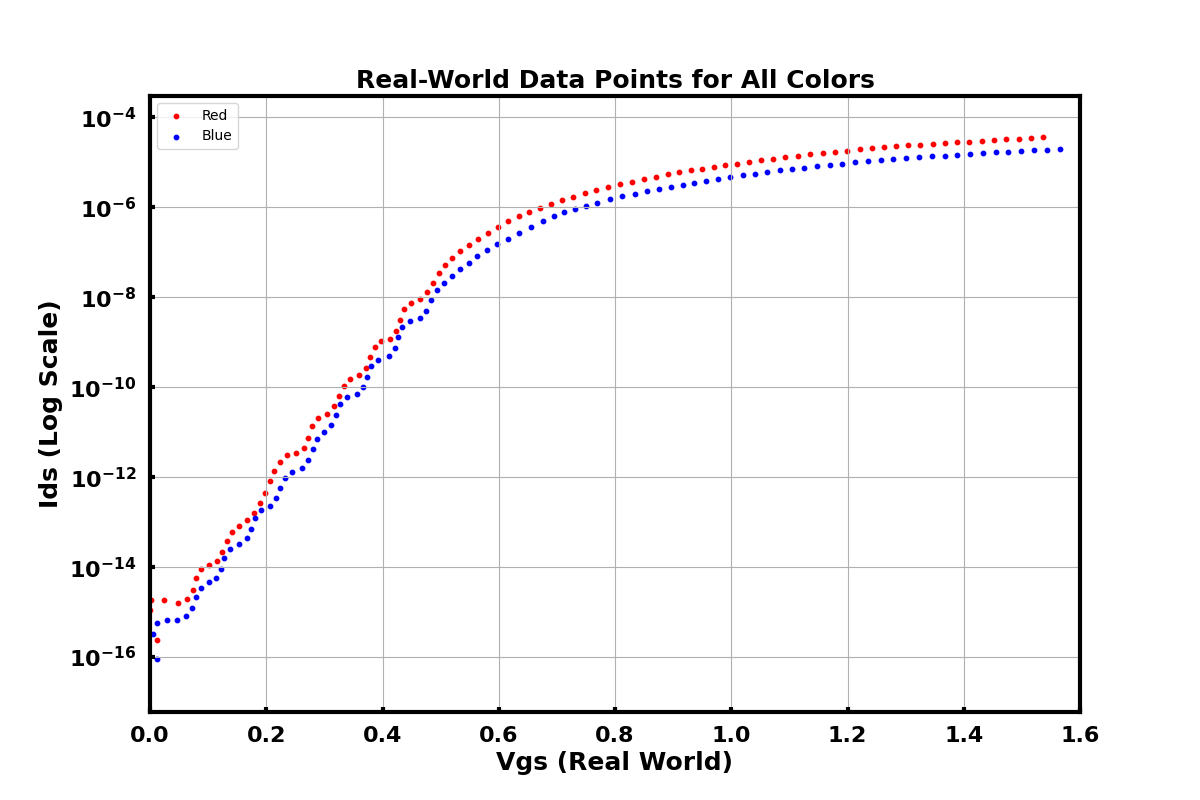 Real-World Data Points for All Colors
Red
Blue
10⁻⁴
10⁻⁶
10⁻⁸
10⁻¹⁰
10⁻¹²
10⁻¹⁴
10⁻¹⁶
Ids (Log Scale)
0.0 0.2 0.4 0.6 0.8 1.0 1.2 1.4 1.6
Vgs (Real World)